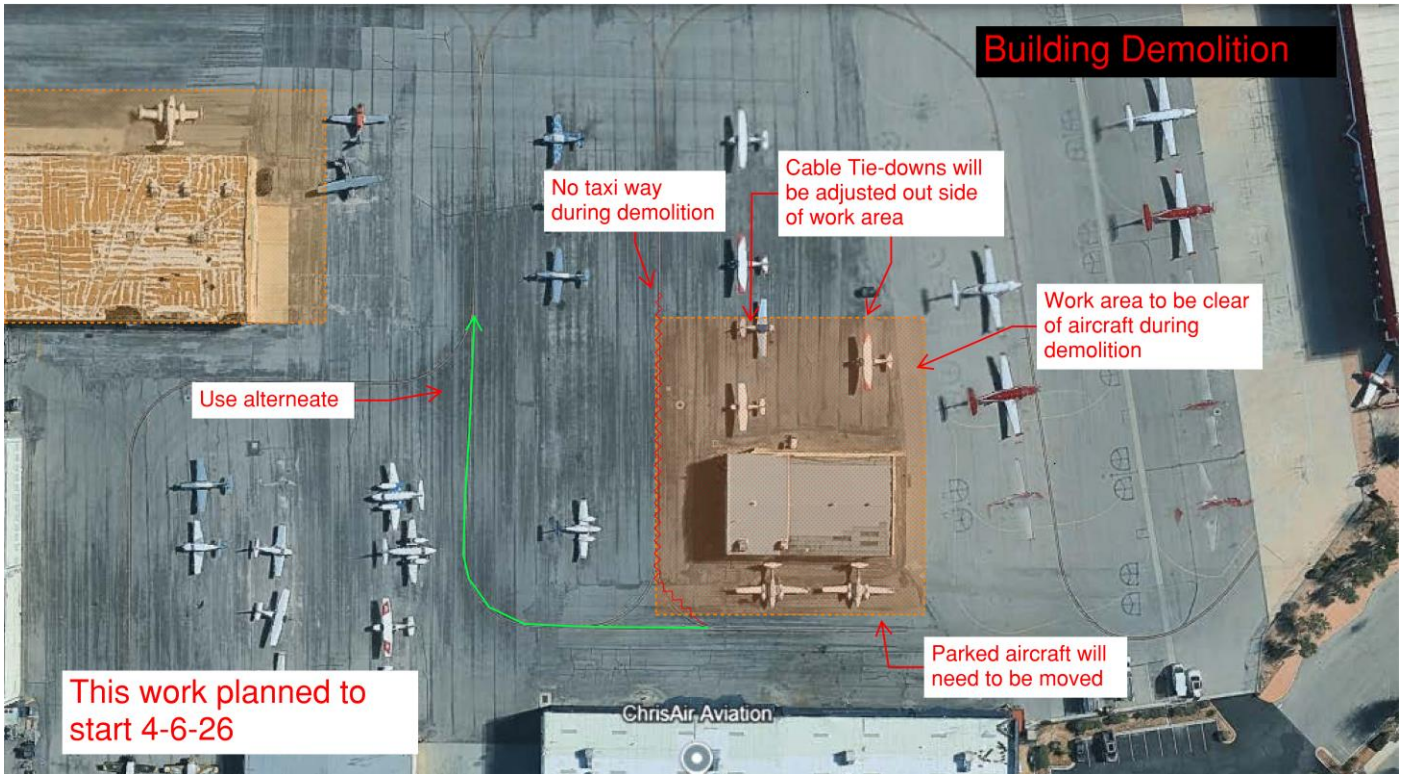 Building Demolition
No taxi way
during demolition
Cable Tie-downs will
be adjusted out side
of work area
Work area to be clear
of aircraft during
demolition
Use alterneate
Parked aircraft will
need to be moved
This work planned to
start 4-6-26
ChrisAir Aviation